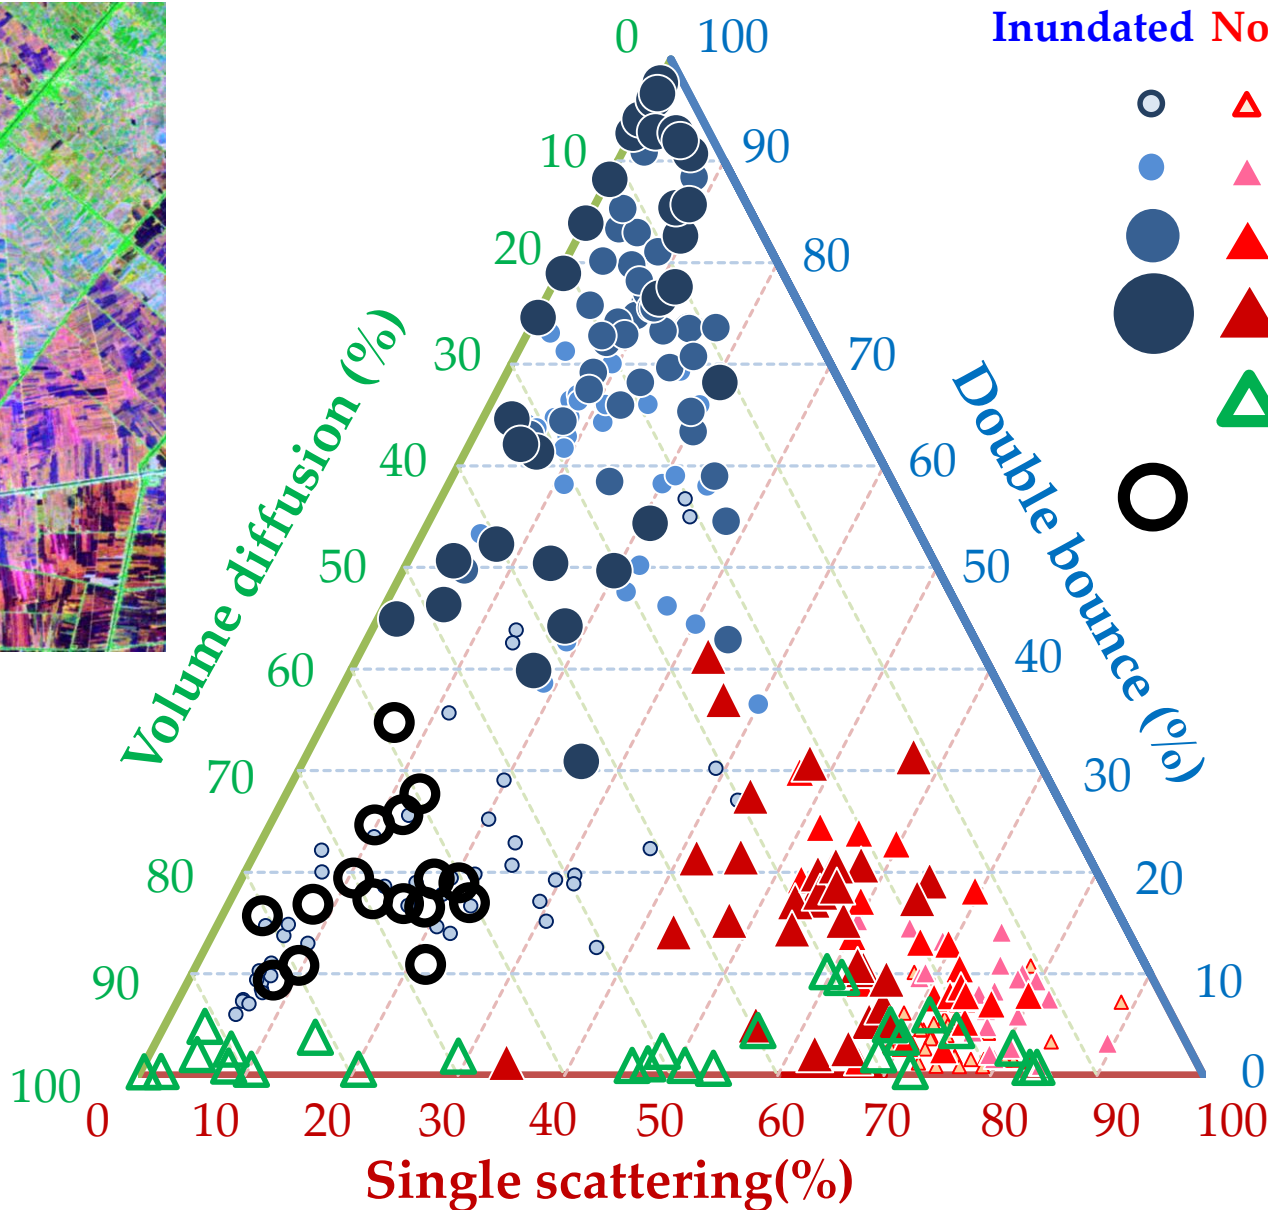 0 100
Inundated No
10 90
20 80
30 70
40 60
50 50
60 40
70 30
80 20
90 10
100 0
Volume diffusion (%)
Double bounce (%)
0 10 20 30 40 50 60 70 80 90 100
Single scattering(%)